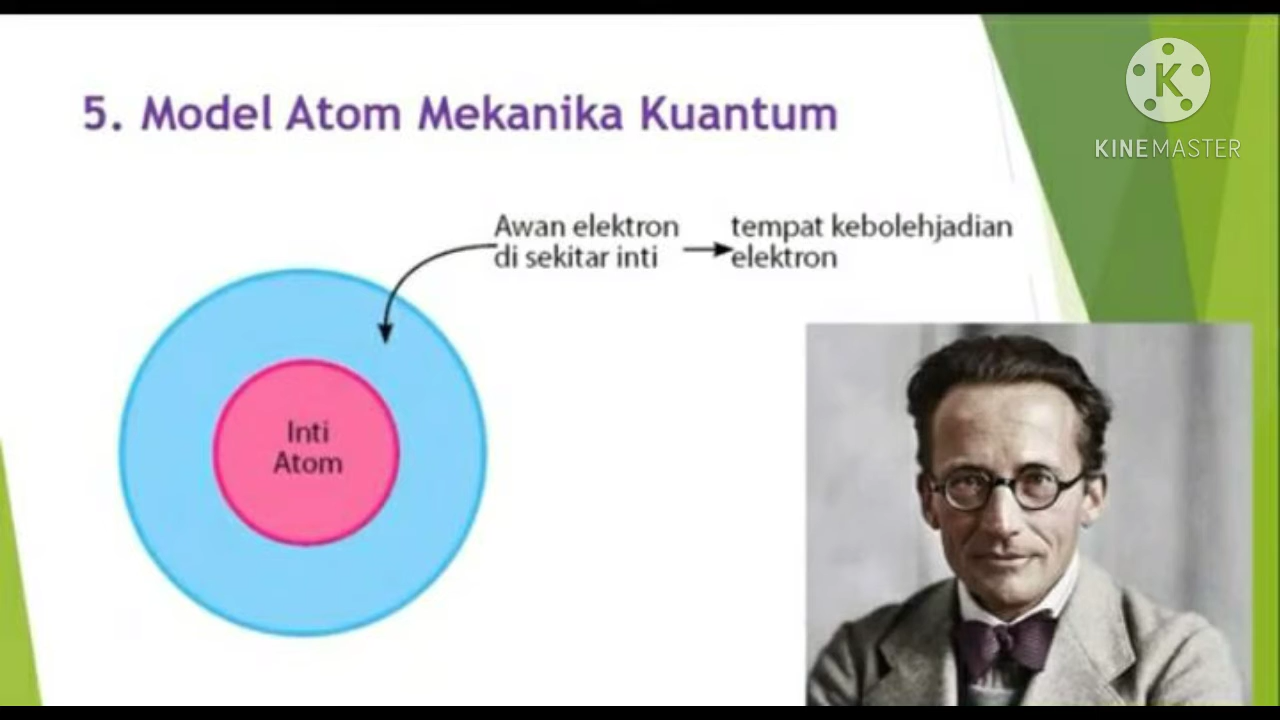 K
KINEMASTER
5. Model Atom Mekanika Kuantum
Awan elektron
di sekitar inti
tempat kebolehjadian
elektron
Inti
Atom